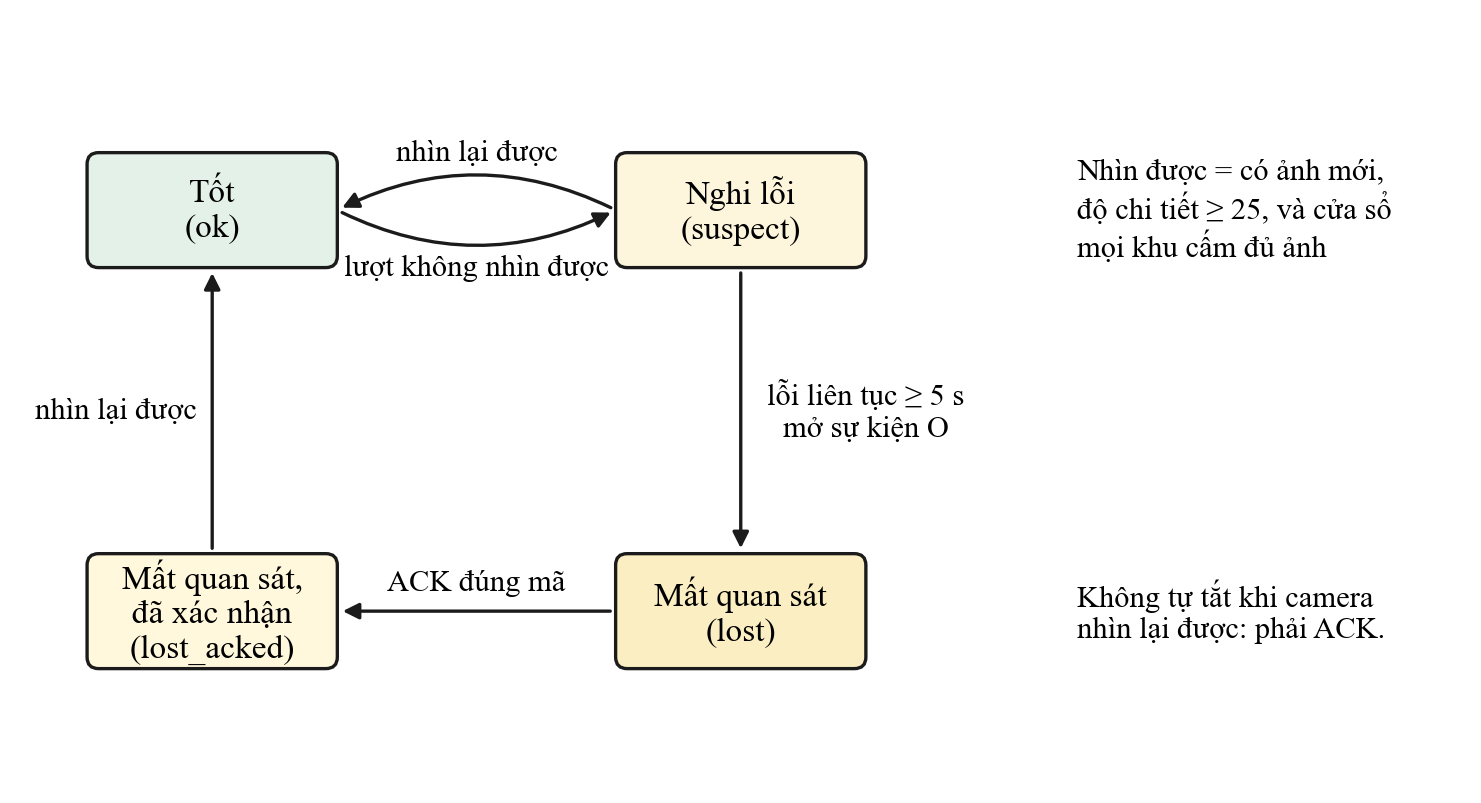 nhìn lại được
Tốt
(ok)
Nghi lỗi
(suspect)
lượt không nhìn được
Nhìn được = có ảnh mới,
độ chi tiết ≥ 25, và cửa sổ
mọi khu cấm đủ ảnh
nhìn lại được
lỗi liên tục ≥ 5 s
mở sự kiện O
Mất quan sát,
đã xác nhận
(lost_acked)
ACK đúng mã
Mất quan sát
(lost)
Không tự tắt khi camera
nhìn lại được: phải ACK.